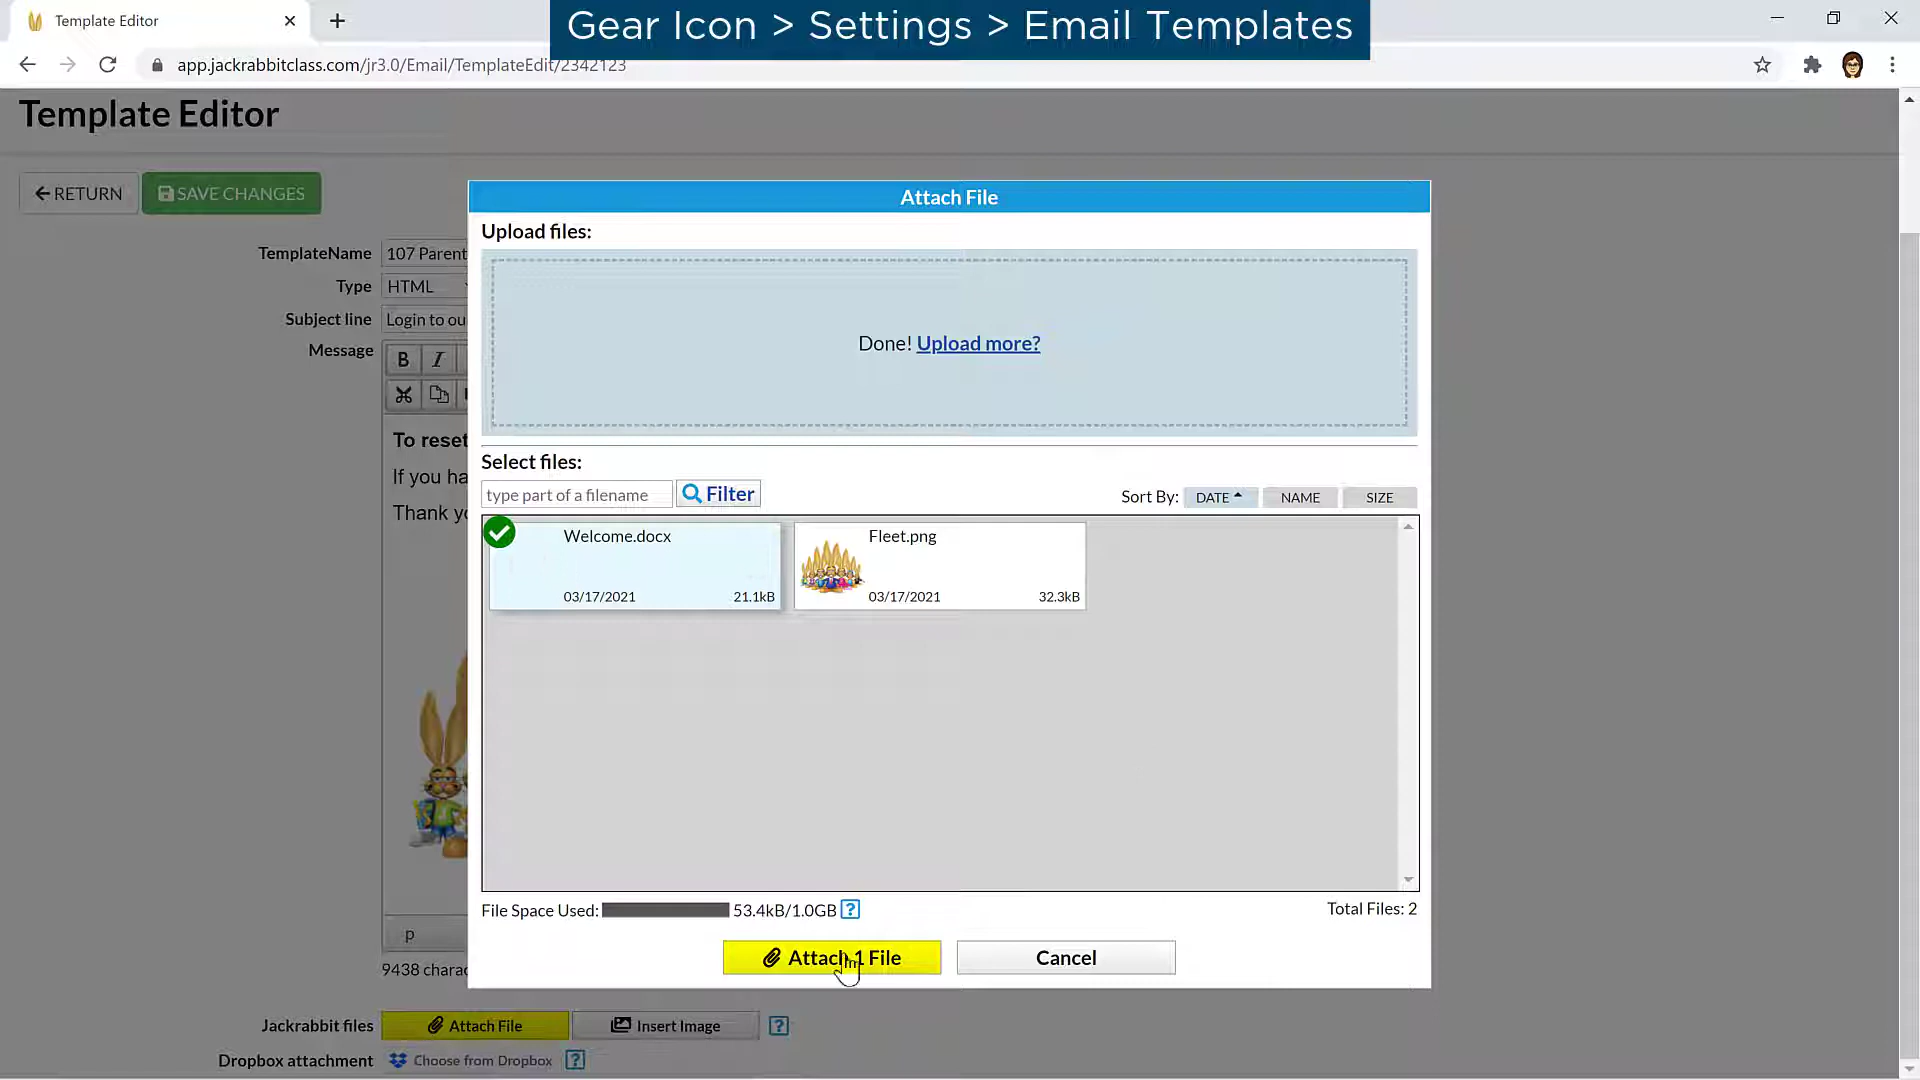 Template Editor
Gear Icon > Settings > Email Templates
app.jackrabbitclass.com/jr3.0/Email/TemplateEdit/2342123
Template Editor
RETURN
SAVE CHANGES
TemplateName
107 Parent
Type
HTML
Subject line
Login to ou
Message
B I
To reset
If you ha
Thank yo
p
9438 charac
Attach File
Upload files:
Done! Upload more?
Select files:
type part of a filename
Filter
Sort By: DATE NAME SIZE
Welcome.docx
03/17/2021 21.1kB
Fleet.png
03/17/2021 32.3kB
File Space Used: 53.4kB/1.0GB ?
Total Files: 2
Attach 1 File
Cancel
Jackrabbit files
Attach File
Insert Image
?
Dropbox attachment
Choose from Dropbox
?